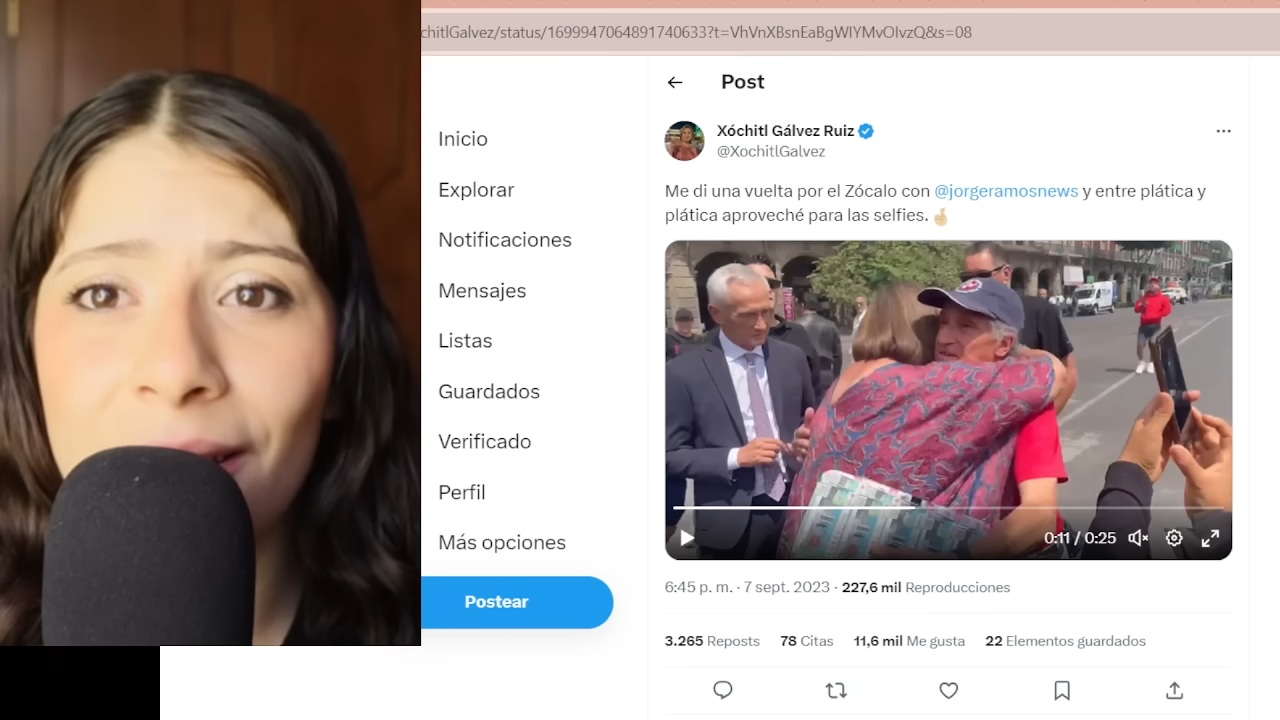 chitlGalvez/status/1699947064891740633?t=VhVnXBsnEaBgWlYMvOIvzQ&s=08
Post
Inicio
Explorar
Notificaciones
Mensajes
Listas
Guardados
Verificado
Perfil
Más opciones
Postear
Xóchitl Gálvez Ruiz
@XochitlGalvez
Me di una vuelta por el Zócalo con @jorgeramosnews y entre plática y
plática aproveché para las selfies.
0:11 / 0:25
6:45 p. m. · 7 sept. 2023 · 227,6 mil Reproducciones
3.265 Reposts 78 Citas 11,6 mil Me gusta 22 Elementos guardados